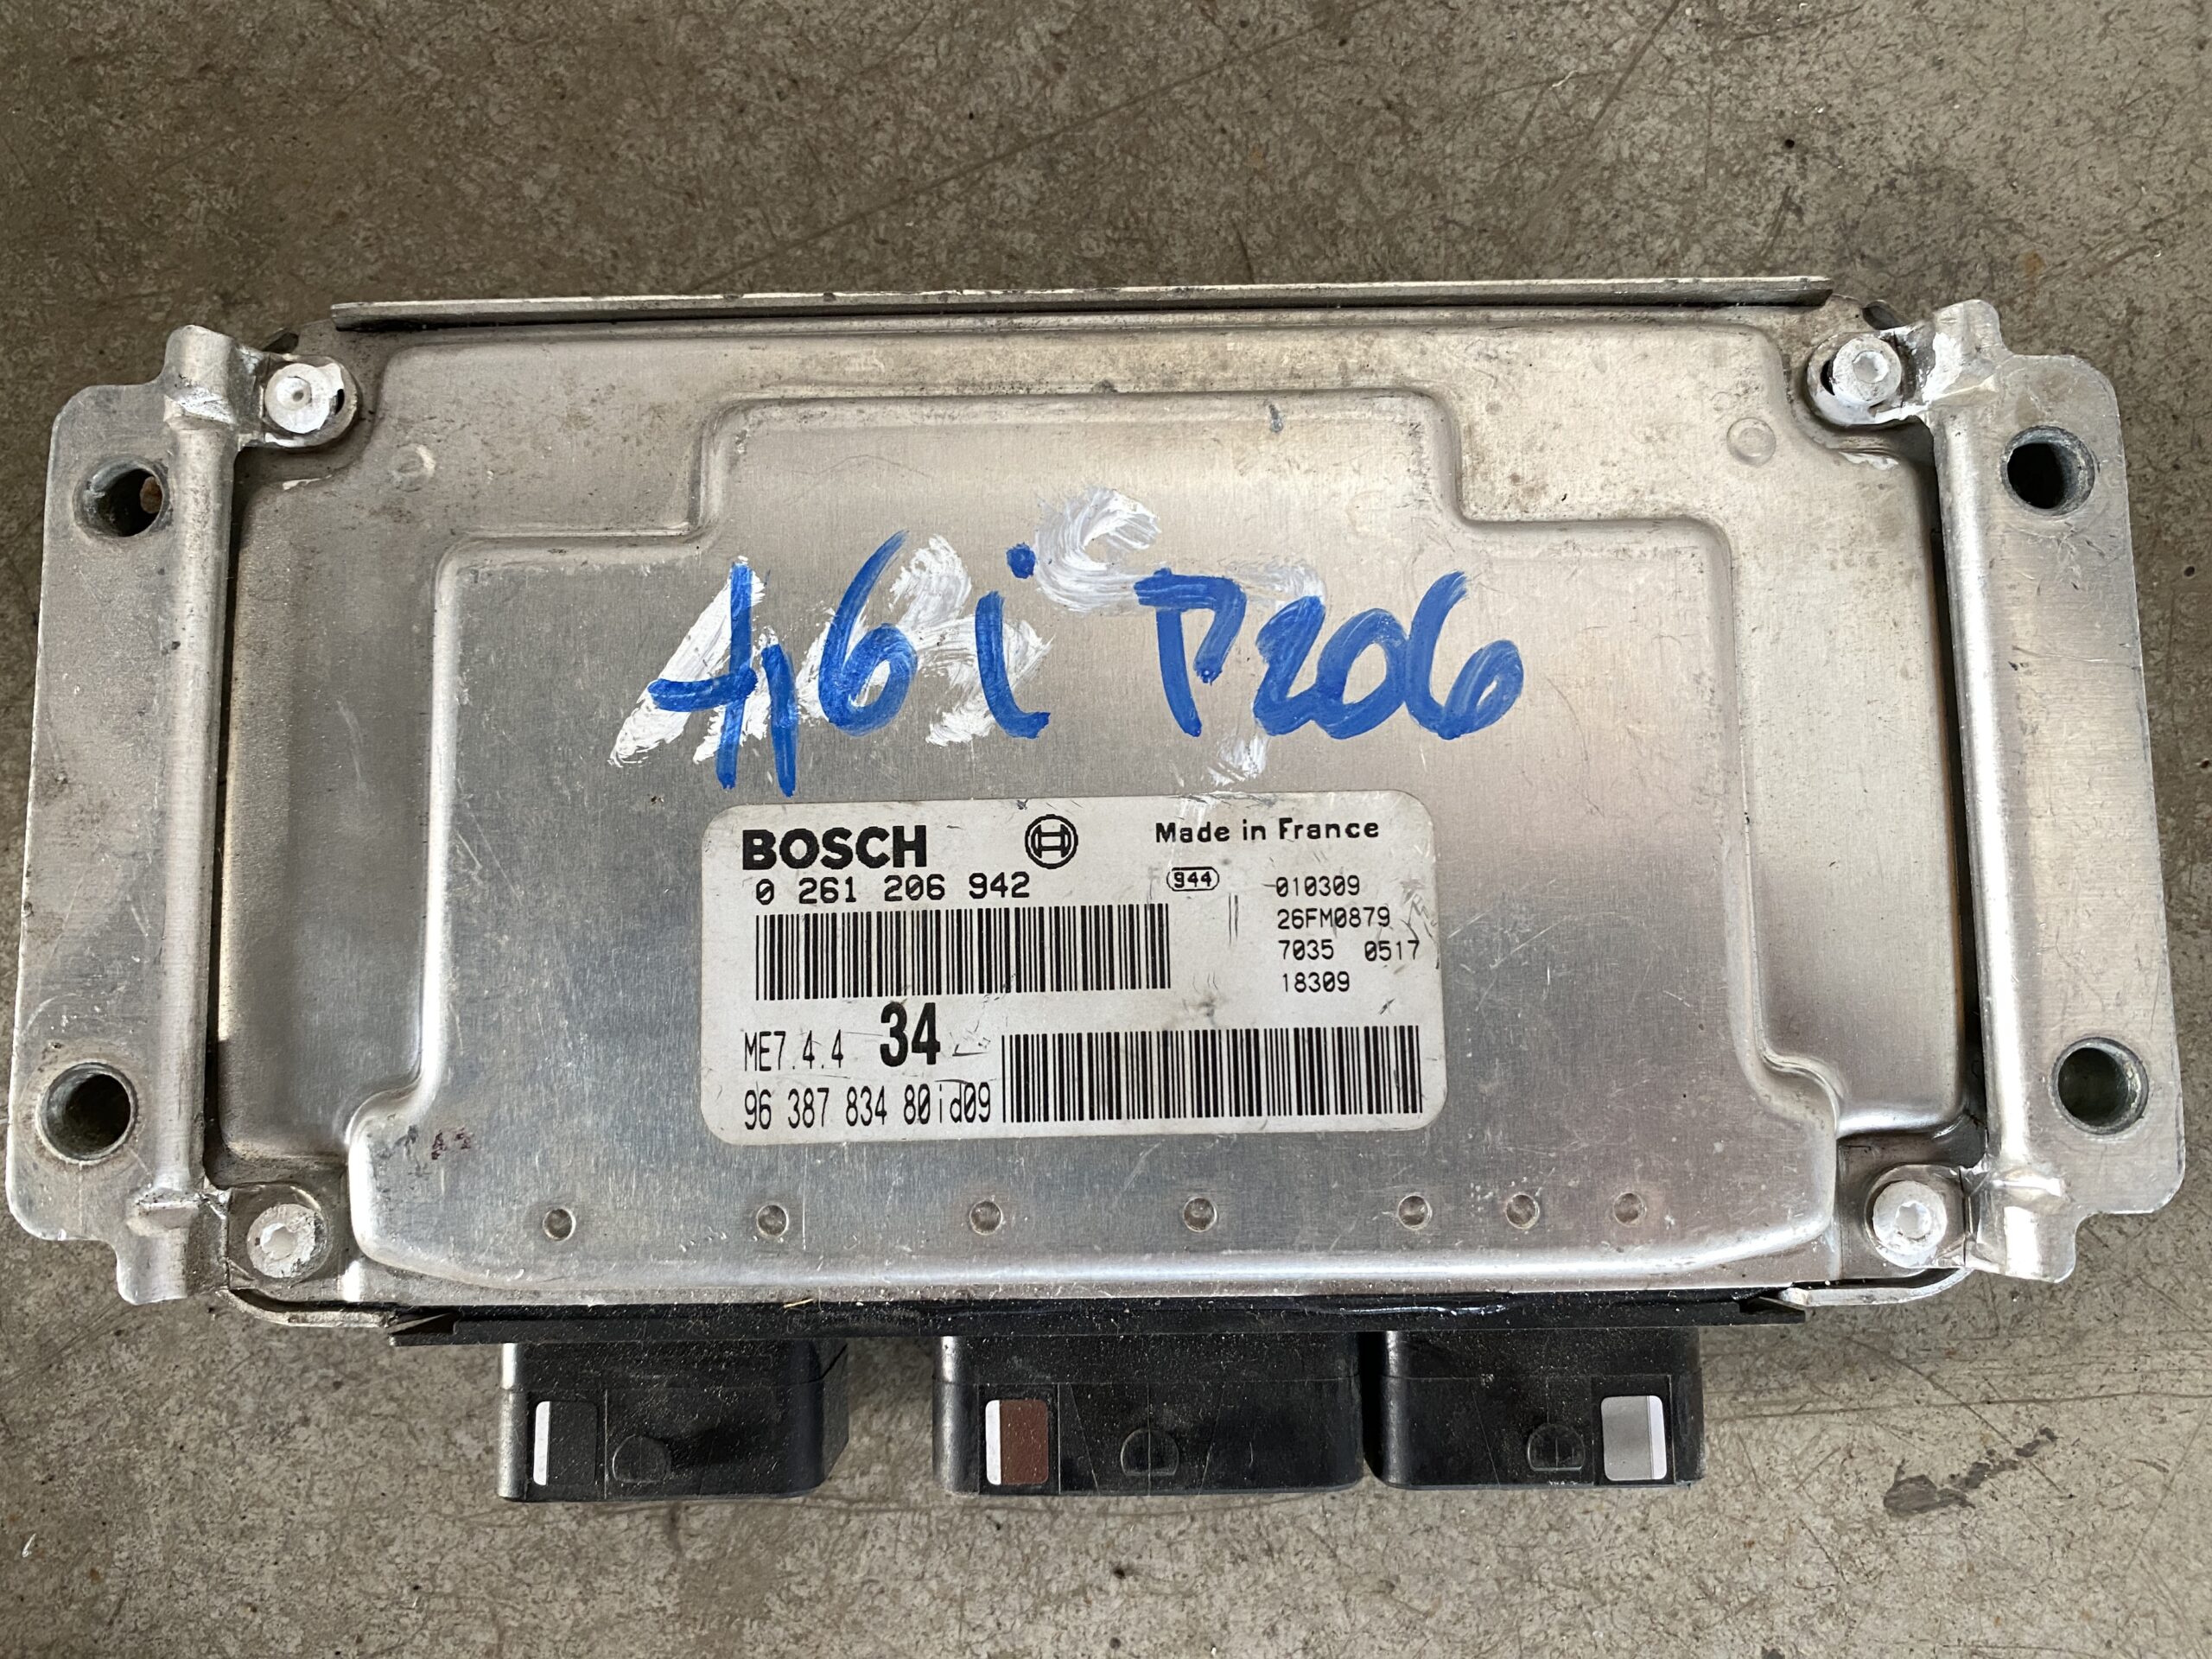 1,6 i P206
BOSCH Made in France
0 261 206 942 944 010309
26FM0879
7035 0517
18309
ME7.4.4 34
96 387 834 80id09